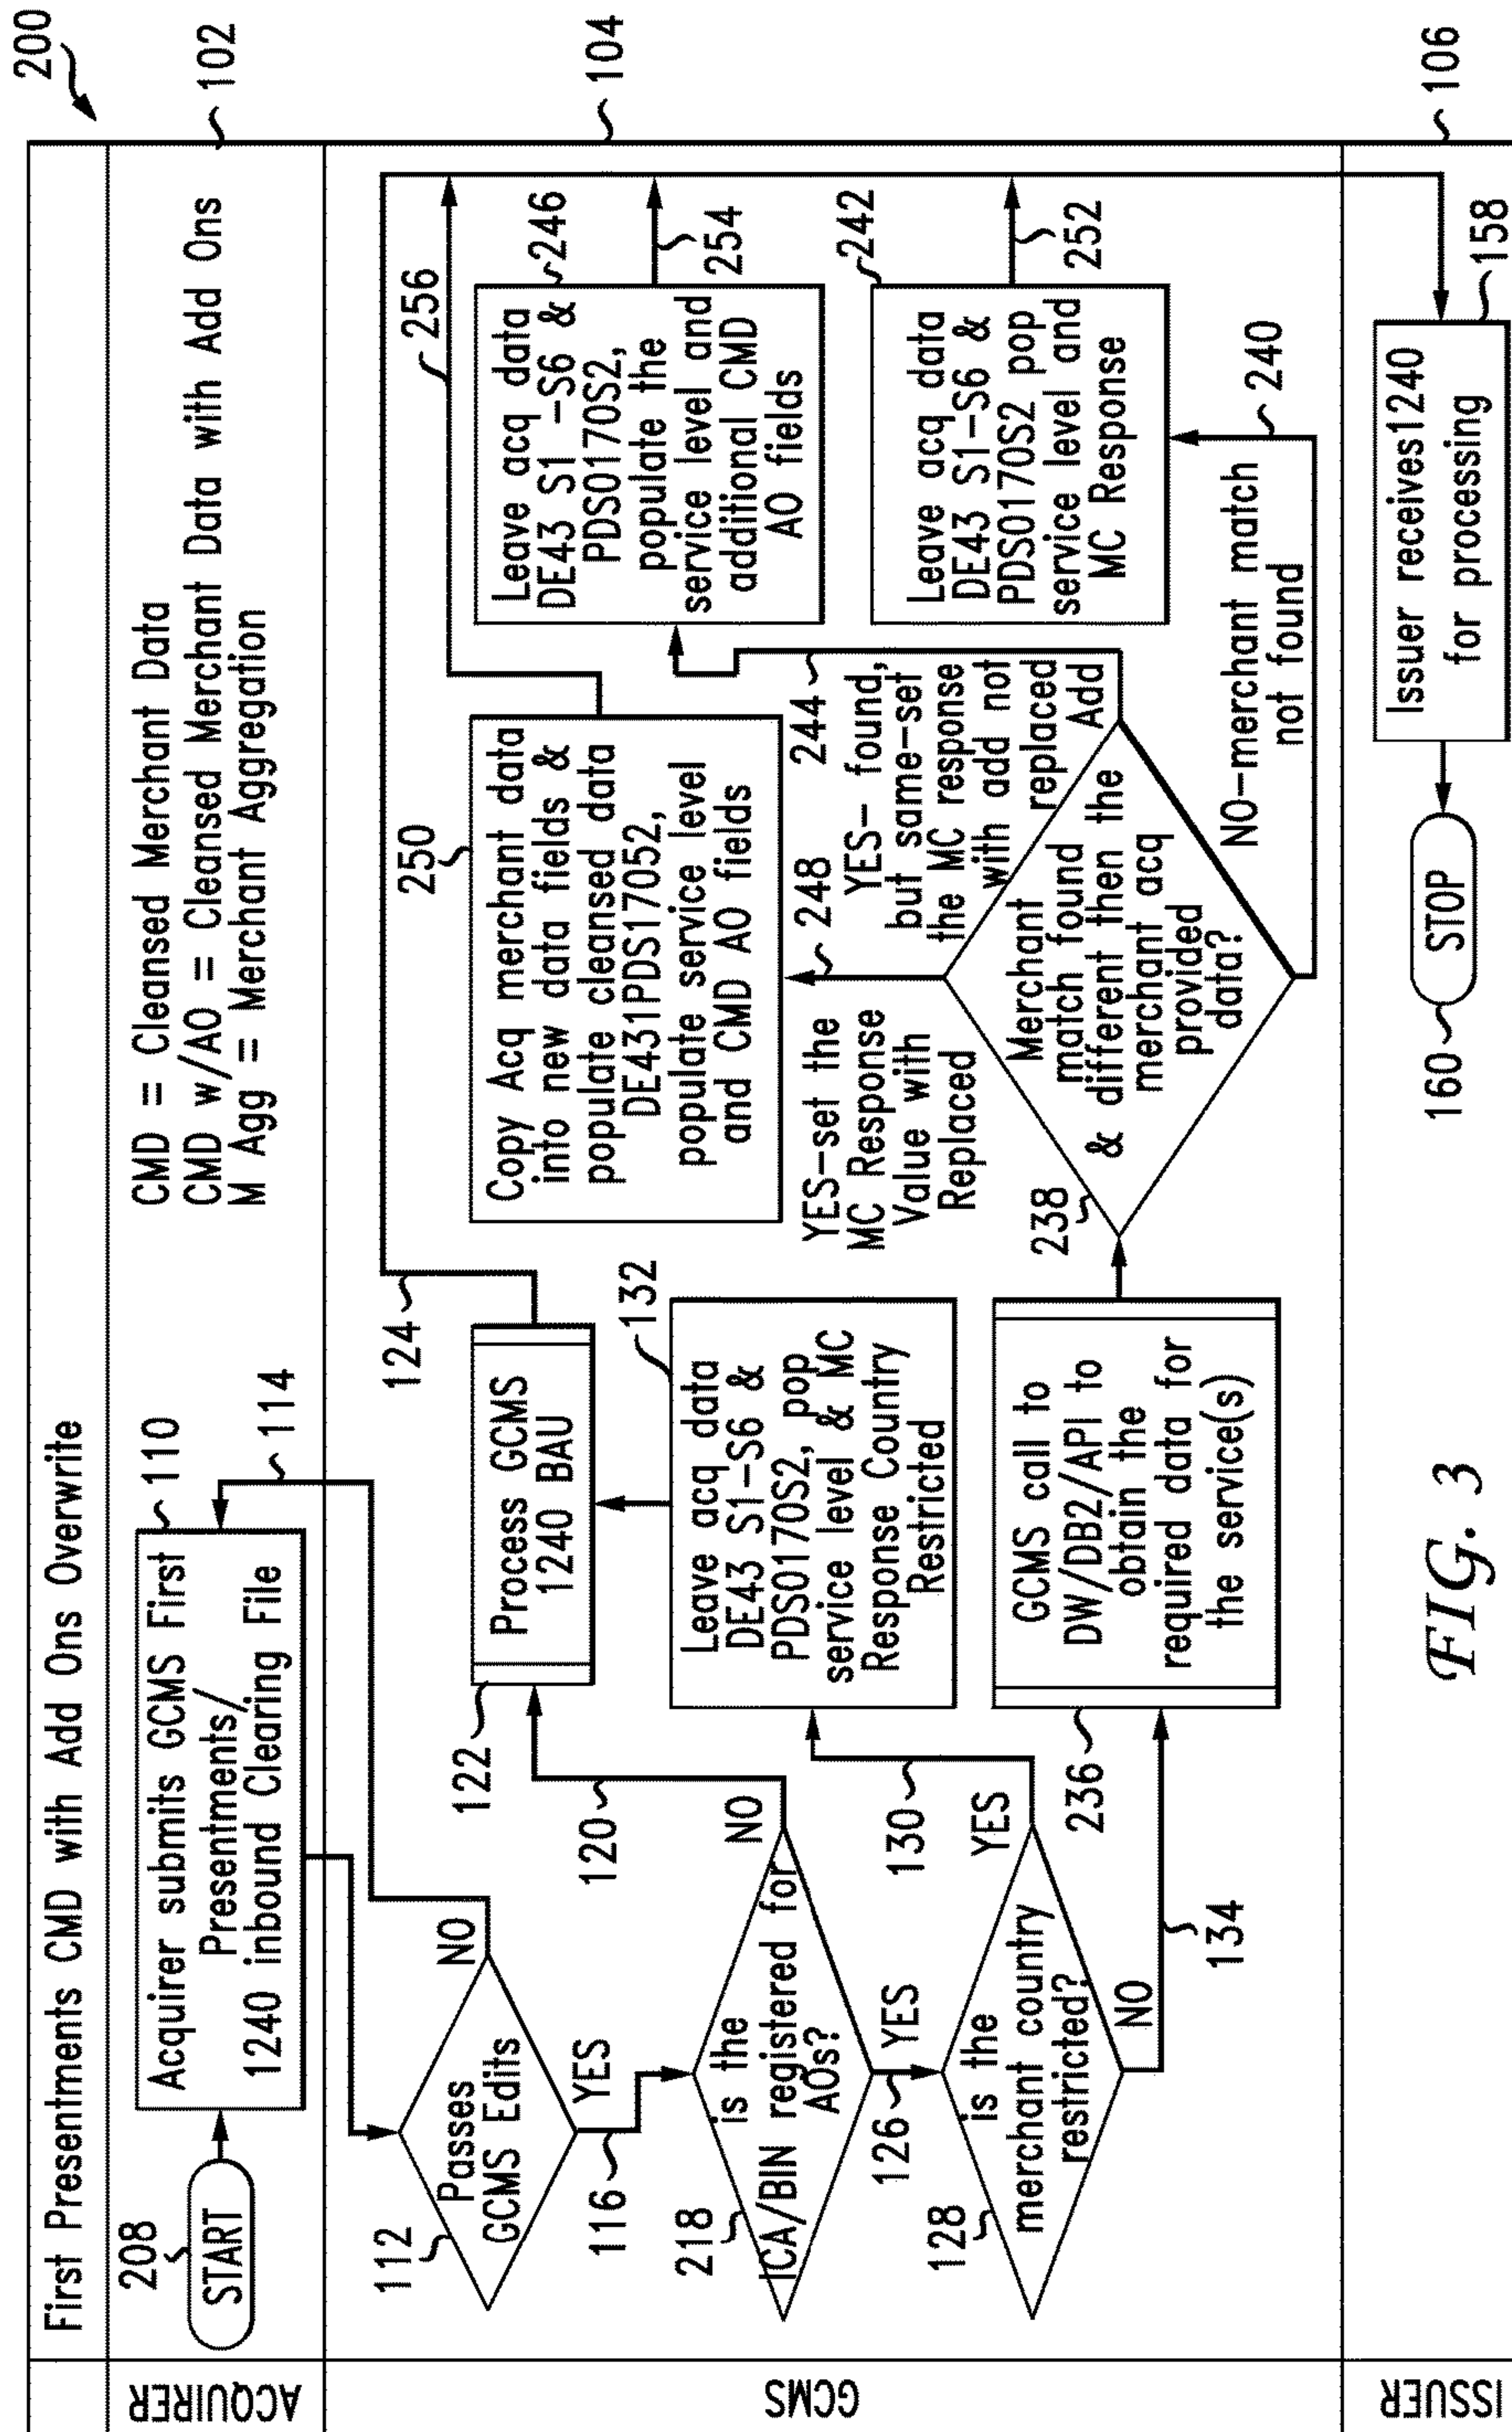 First Presentments CMD with Add Ons Overwrite
200
ACQUIRER
102
CMD = Cleansed Merchant Data
CMD w/AO = Cleansed Merchant Data with Add Ons
M Agg = Merchant Aggregation
208
START
Acquirer submits GCMS First
Presentments/
1240 inbound Clearing File
110
114
GCMS
104
112
Passes
GCMS Edits
NO
YES
116
218
is the
ICA/BIN registered for
AOs?
NO
120
YES
126
128
is the
merchant country
restricted?
YES
130
NO
134
122
Process GCMS
1240 BAU
124
132
Leave acq data
DE43 S1-S6 &
PDS0170S2, pop
service level & MC
Response Country
Restricted
236
GCMS call to
DW/DB2/API to
obtain the
required data for
the service(s)
238
Merchant
match found
& different then the
merchant acq
provided
data?
YES-set the
MC Response
Value with
Replaced
248
250
Copy Acq merchant data
into new data fields &
populate cleansed data
DE431PDS17052,
populate service level
and CMD AO fields
256
244
YES- found,
but same-set
the MC response
with add not
replaced
Add
246
Leave acq data
DE43 S1 -S6 &
PDS0170S2,
populate the
service level and
additional CMD
AO fields
254
242
Leave acq data
DE43 S1-S6 &
PDS0170S2 pop
service level and
MC Response
252
240
NO-merchant match
not found
ISSUER
106
158
Issuer receives1240
for processing
160
STOP
FIG. 3